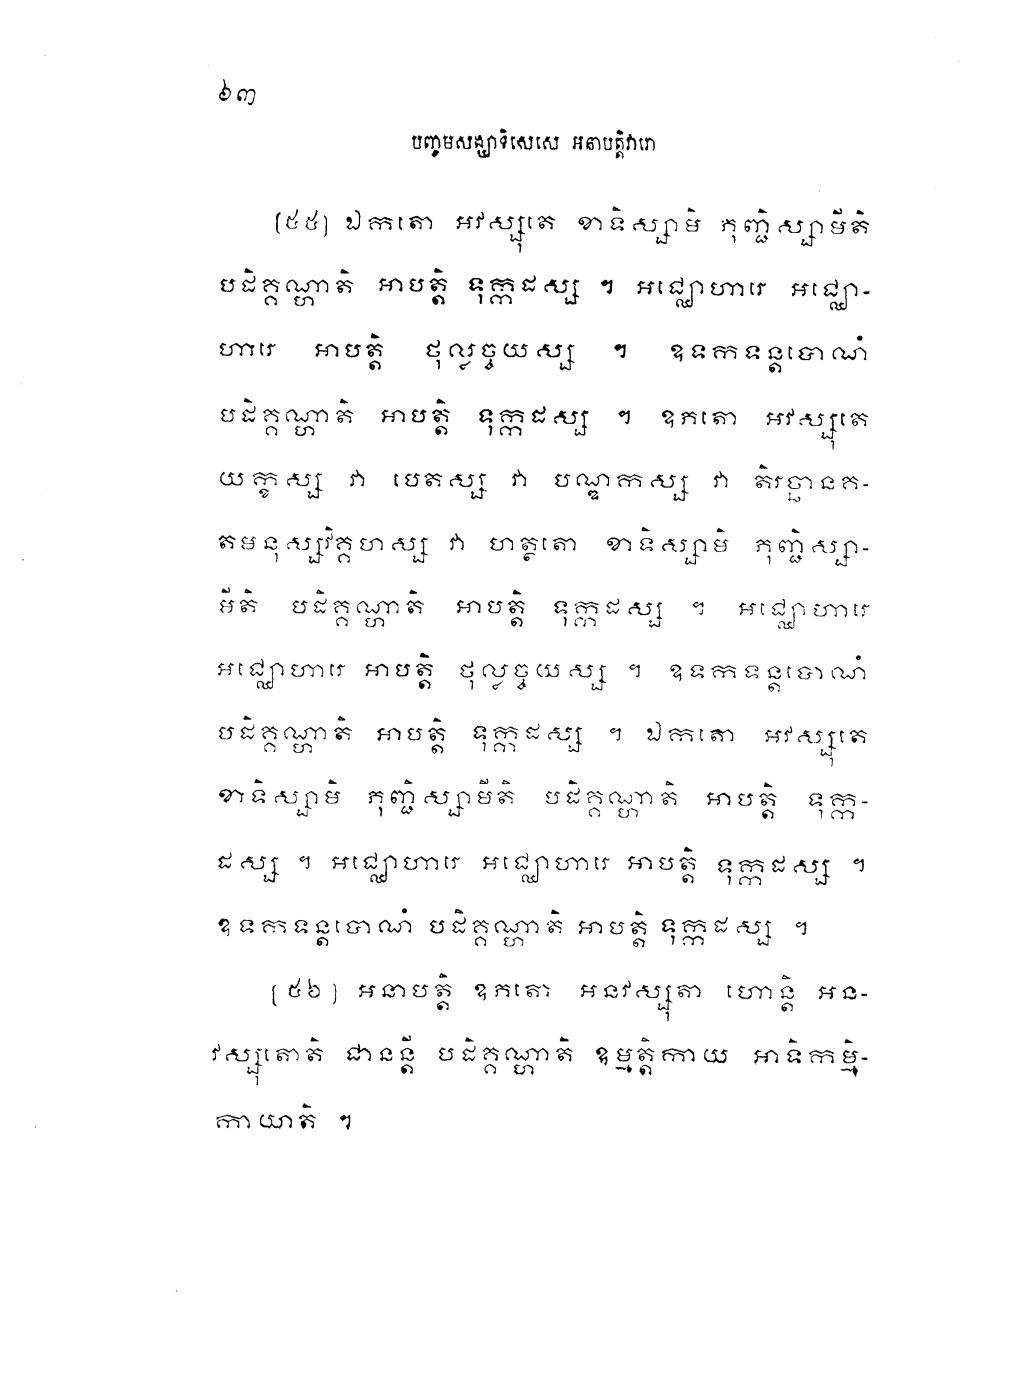 ៦៣
បញ្ចមសង្ឃាទិសេសេ អនាបត្តិវារោ
(៥៥) ឯកតោ អវស្សុតេ ខាទិស្សាមិ ភុញ្ជិស្សាមីតិ
បដិគ្គណ្ហាតិ អាបត្តិ ទុក្កដស្ស ។ អជ្ឈោហារេ អជ្ឈោ-
ហារេ អាបត្តិ ថុល្លច្ចយស្ស ។ ឧទកទន្តបោណំ
បដិគ្គណ្ហាតិ អាបត្តិ ទុក្កដស្ស ។ ឧភតោ អវស្សុតេ
យក្ខស្ស វា បេតស្ស វា បណ្ឌកស្ស វា តិរច្ឆានគ-
តមនុស្សវិគ្គហស្ស វា ហត្ថតោ ខាទិស្សាមិ ភុញ្ជិស្សា-
មីតិ បដិគ្គណ្ហាតិ អាបត្តិ ទុក្កដស្ស ។ អជ្ឈោហារេ
អជ្ឈោហារេ អាបត្តិ ថុល្លច្ចយស្ស ។ ឧទកទន្តបោណំ
បដិគ្គណ្ហាតិ អាបត្តិ ទុក្កដស្ស ។ ឯកតោ អវស្សុតេ
ខាទិស្សាមិ ភុញ្ជិស្សាមីតិ បដិគ្គណ្ហាតិ អាបត្តិ ទុក្ក-
ដស្ស ។ អជ្ឈោហារេ អជ្ឈោហារេ អាបត្តិ ទុក្កដស្ស ។
ឧទកទន្តបោណំ បដិគ្គណ្ហាតិ អាបត្តិ ទុក្កដស្ស ។
(៥៦) អនាបត្តិ ឧភតោ អនវស្សុតា ហោន្តិ អន-
វស្សុតោតិ ជានន្តី បដិគ្គណ្ហាតិ ឧម្មត្តិកាយ អាទិកម្មិ-
កាយាតិ ។